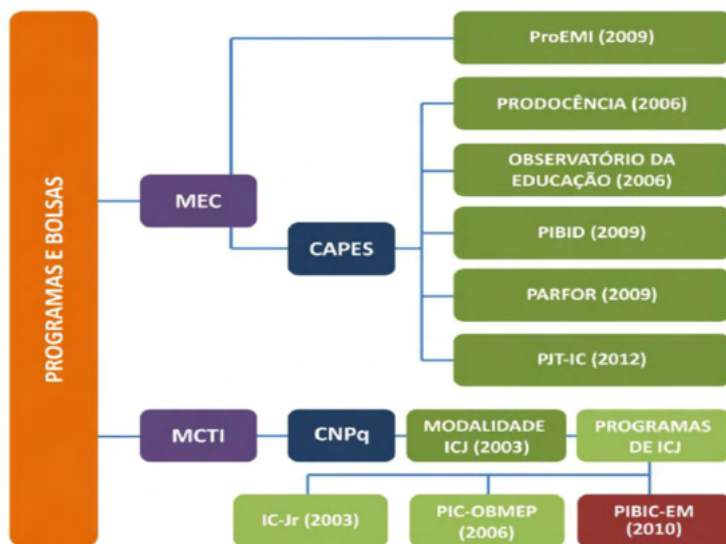 PROGRAMAS E BOLSAS
MEC
ProEMI (2009)
CAPES
PRODOCÊNCIA (2006)
OBSERVATÓRIO DA
EDUCAÇÃO (2006)
PIBID (2009)
PARFOR (2009)
PJT-IC (2012)
MCTI
CNPq
MODALIDADE
ICJ (2003)
PROGRAMAS
DE ICJ
IC-Jr (2003)
PIC-OBMEP
(2006)
PIBIC-EM
(2010)